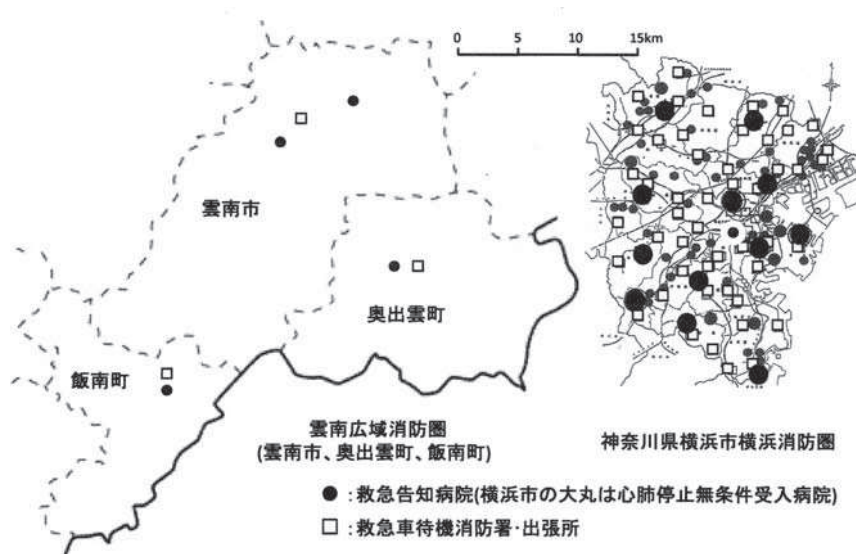 0 5 10 15km
雲南市
奥出雲町
飯南町
雲南広域消防圏
(雲南市、奥出雲町、飯南町)
神奈川県横浜市横浜消防圏
● :救急告知病院(横浜市の大丸は心肺停止無条件受入病院)
□ :救急車待機消防署・出張所